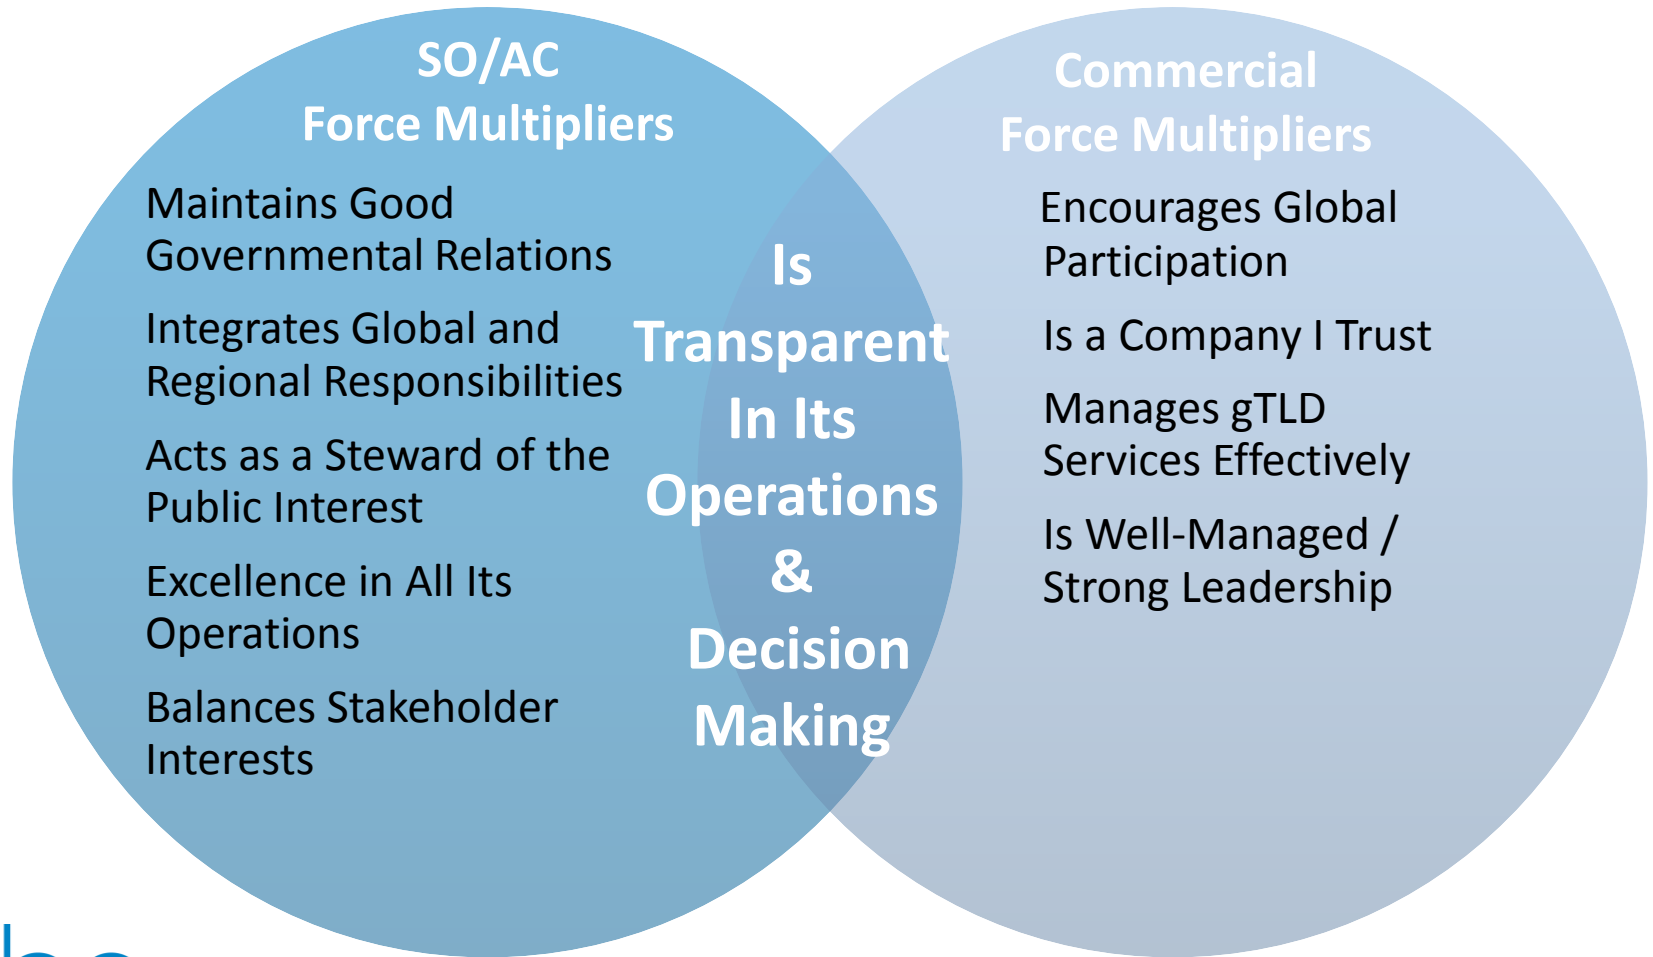 SO/AC
Force Multipliers
Maintains Good
Governmental Relations
Integrates Global and
Regional Responsibilities
Acts as a Steward of the
Public Interest
Excellence in All Its
Operations
Balances Stakeholder
Interests
Is
Transparent
In Its
Operations
&
Decision
Making
Commercial
Force Multipliers
Encourages Global
Participation
Is a Company I Trust
Manages gTLD
Services Effectively
Is Well-Managed /
Strong Leadership